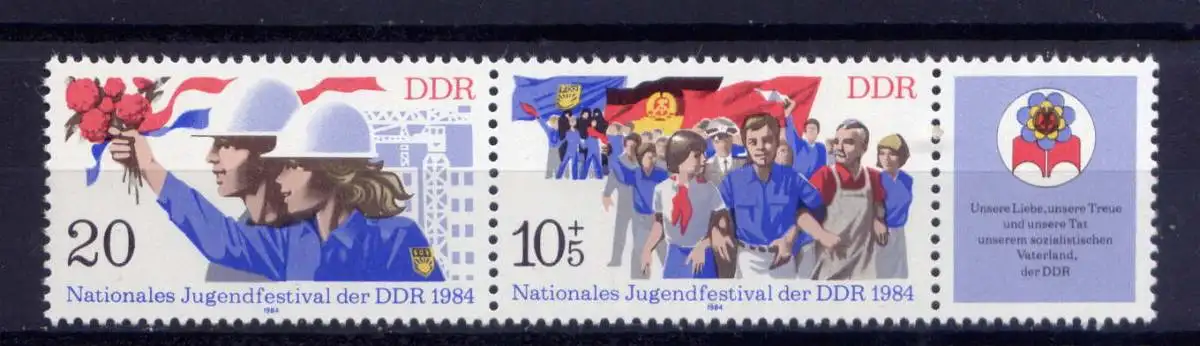 DDR
20
Nationales Jugendfestival der DDR 1984
1984
DDR
FDJ
10+5
Nationales Jugendfestival der DDR 1984
1984
Unsere Liebe, unsere Treue
und unsere Tat
unserem sozialistischen
Vaterland,
der DDR